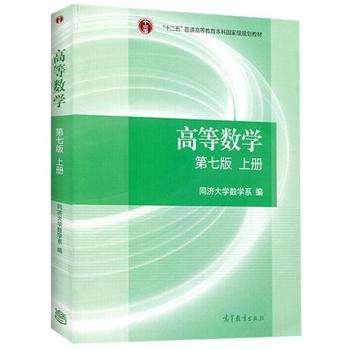 "十二五"普通高等教育本科国家级规划教材
高等数学
第七版 上册
同济大学数学系 编
高等教育出版社
高等数学
第七版 上册
同济大学数学系 编